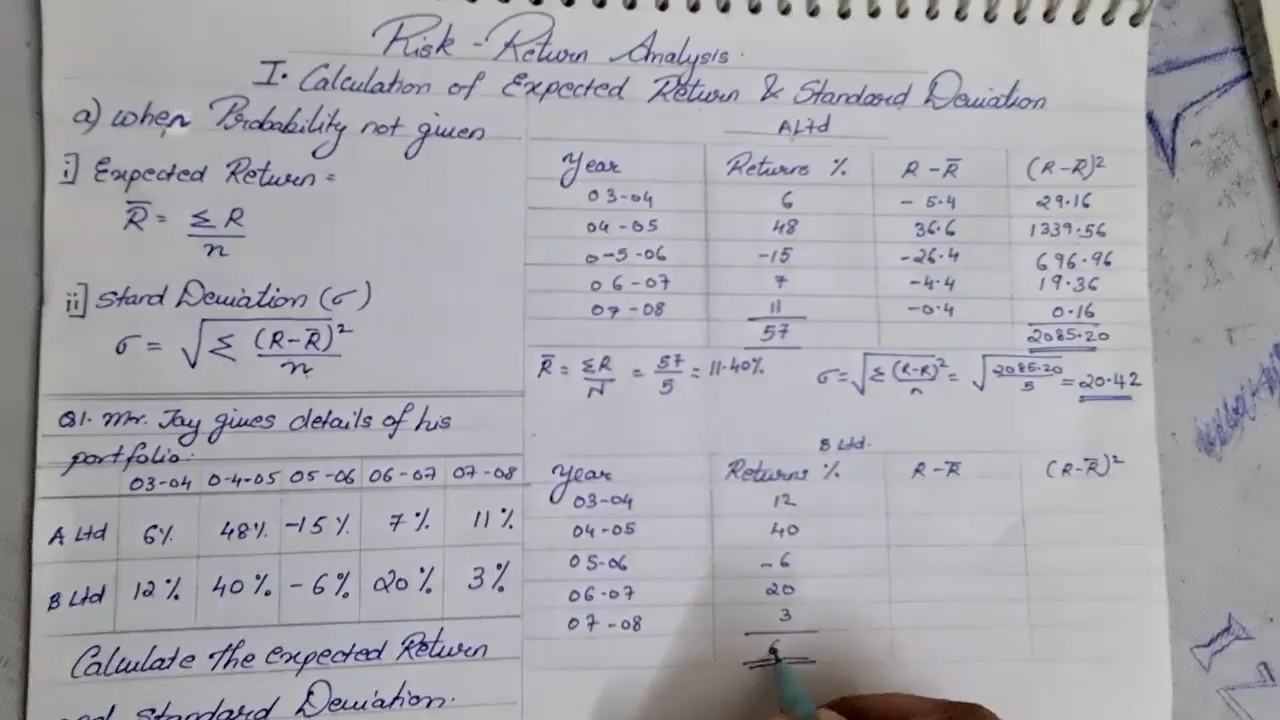 Risk - Return Analysis.
I. Calculation of Expected Return & Standard Deviation
a) when Probability not given
i] Expected Return =
R̅ = Σ R / n
ii] Stard Deviation (σ)
σ = √Σ (R-R̅)² / n
Q1. Mr. Jay gives details of his
portfolio.
03-04 0-4-05 05-06 06-07 07-08
A Ltd 6% 48% -15% 7% 11%
B Ltd 12% 40% -6% 20% 3%
Calculate the expected Return
and Standard Deviation.
A Ltd
Year Returns % R-R̅ (R-R̅)²
03-04 6 -5.4 29.16
04-05 48 36.6 1339.56
0-5-06 -15 -26.4 696.96
06-07 7 -4.4 19.36
07-08 11 -0.4 0.16
57 2085.20
R̅ = ΣR / N = 57 / 5 = 11.40% σ = √Σ (R-R)² / n = √2085.20 / 5 = 20.42
B Ltd.
Year Returns % R-R̅ (R-R̅)²
03-04 12
04-05 40
05-06 -6
06-07 20
07-08 3